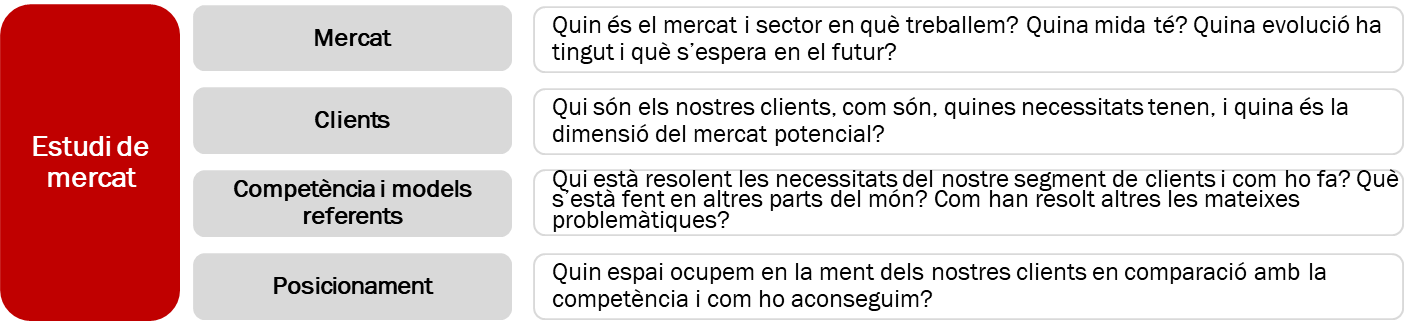 Estudi de
mercat
Mercat
Quin és el mercat i sector en què treballem? Quina mida té? Quina evolució ha
tingut i què s’espera en el futur?
Clients
Qui són els nostres clients, com són, quines necessitats tenen, i quina és la
dimensió del mercat potencial?
Competència i models
referents
Qui està resolent les necessitats del nostre segment de clients i com ho fa? Què
s’està fent en altres parts del món? Com han resolt altres les mateixes
problemàtiques?
Posicionament
Quin espai ocupem en la ment dels nostres clients en comparació amb la
competència i com ho aconseguim?